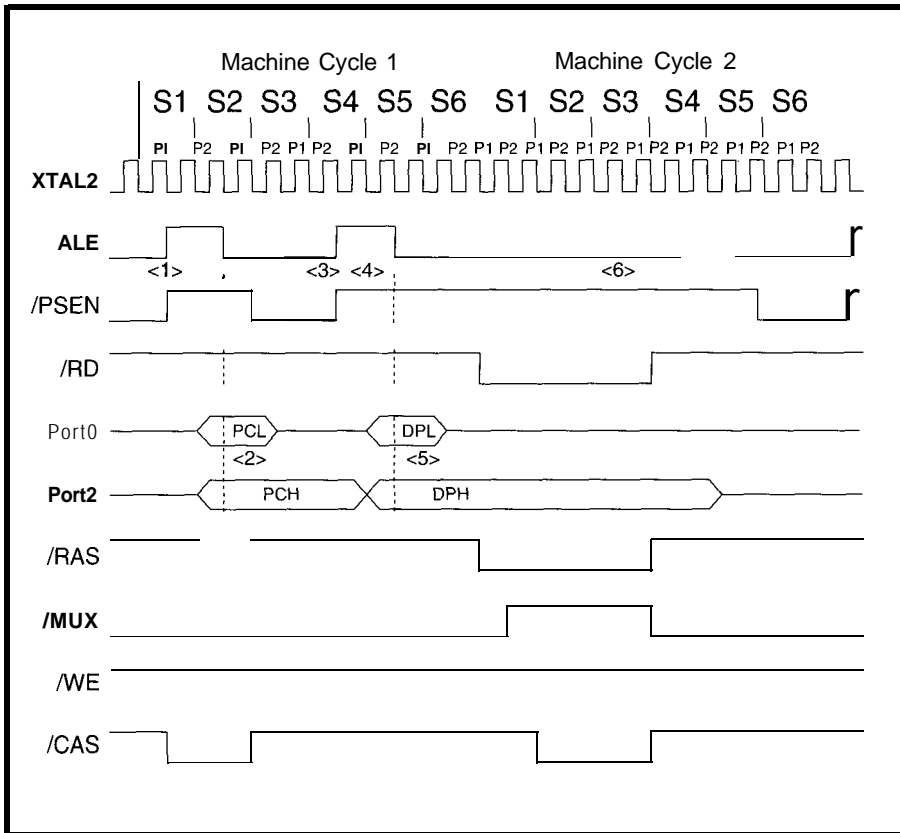 Machine Cycle 1 Machine Cycle 2
S1 S2 S3 S4 S5 S6 S1 S2 S3 S4 S5 S6
PI P2 PI P2 P1 P2 PI P2 PI P2 P1 P2 P1 P2 P1 P2 P1 P2 P1 P2 P1 P2
XTAL2
ALE r
<1> <3> <4> <6>
/PSEN r
/RD
Port0 PCL DPL
<2> <5>
Port2 PCH DPH
/RAS
/MUX
/WE
/CAS